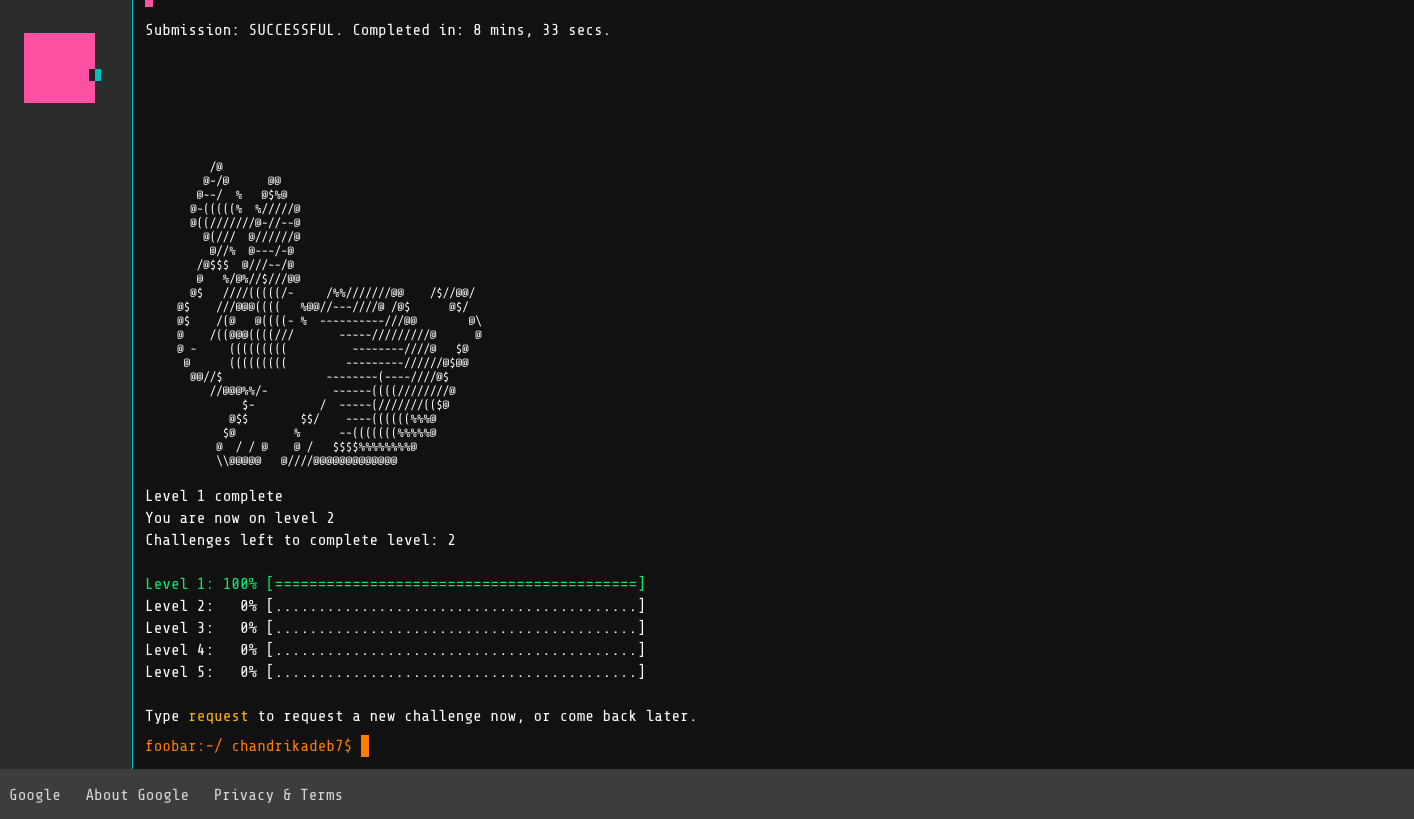 Submission: SUCCESSFUL. Completed in: 8 mins, 33 secs.
          /@
         @~/@      @@
        @~~/  %   @$%@
       @~(((((%  %/////@
       @((///////@~//~~@
         @(///  @//////@
          @//%  @~~~/~@
        /@$$$  @///~~/@
        @   %/@%//$///@@
       @$   ////(((((/~     /%%///////@@    /$//@@/
     @$    ///@@@((((   %@@//~~~////@ /@$      @$/
     @$    /(@   @((((~ %  ~~~~~~~~~~///@@        @\
     @    /((@@@((((///       ~~~~~/////////@      @
     @ ~     (((((((((          ~~~~~~~~////@   $@
      @      (((((((((         ~~~~~~~~~//////@$@@
       @@//$                ~~~~~~~~(~~~~////@$
          //@@@%%/~          ~~~~~~((((////////@
               $~          /  ~~~~~(///////(($@
             @$$        $$/    ~~~~((((((%%%@
            $@         %      ~~(((((((%%%%%@
           @  / / @    @ /   $$$$%%%%%%%%@
           \\@@@@@   @////@@@@@@@@@@@@@
Level 1 complete
You are now on level 2
Challenges left to complete level: 2
Level 1: 100% [==========================================]
Level 2:   0% [..........................................]
Level 3:   0% [..........................................]
Level 4:   0% [..........................................]
Level 5:   0% [..........................................]
Type request to request a new challenge now, or come back later.
foobar:~/ chandrikadeb7$
Google   About Google   Privacy & Terms